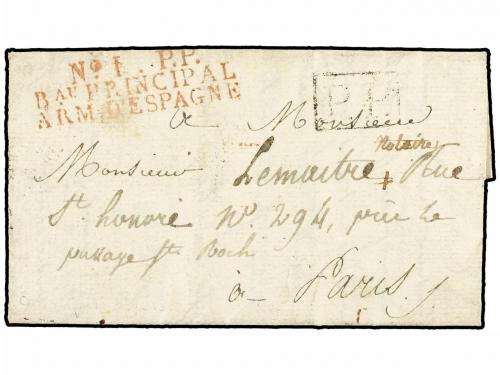 No. 1. P.P.
Bau PRINCIPAL
ARM. D'ESPAGNE
P.P.
a Monsieur
Notaire
Monsieur Lemaitre + Rue
St. honoré No. 294, près le
passage St. Roch
à Paris